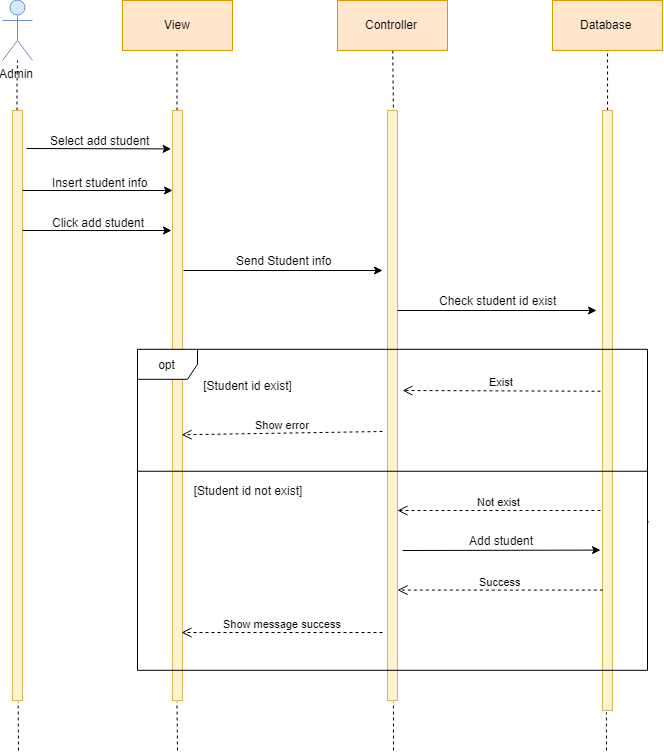 View
Controller
Database
Admin
Select add student
Insert student info
Click add student
Send Student info
Check student id exist
opt
[Student id exist]
Exist
Show error
[Student id not exist]
Not exist
Add student
Success
Show message success